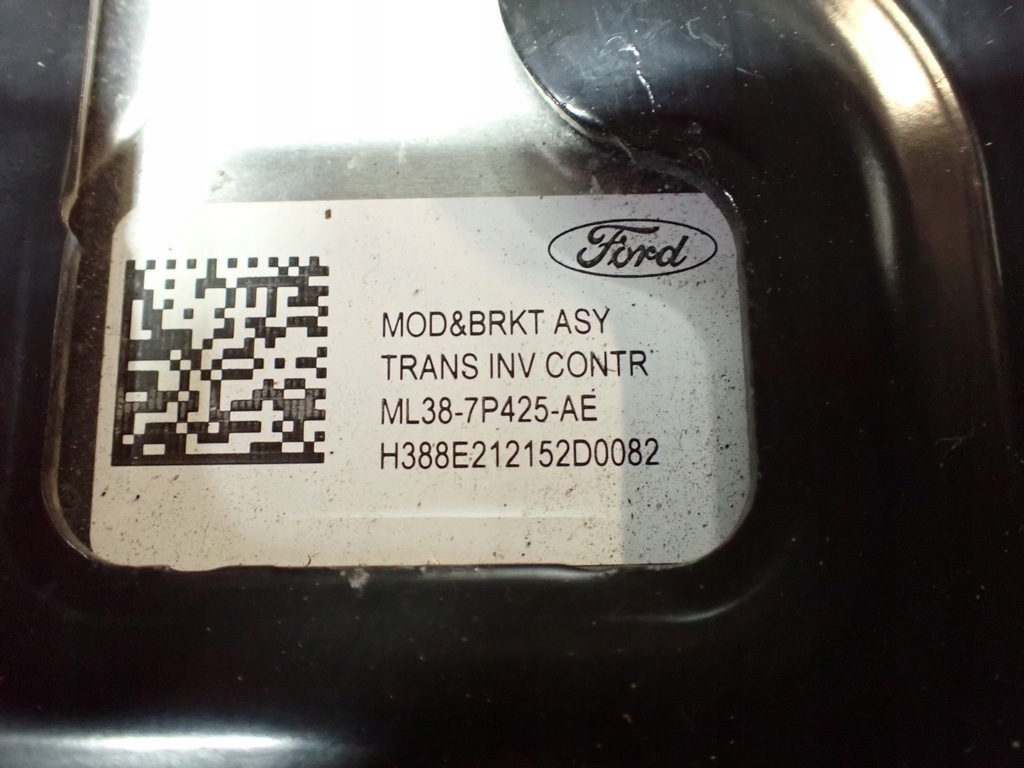 Ford
MOD&BRKT ASY
TRANS INV CONTR
ML38-7P425-AE
H388E212152D0082